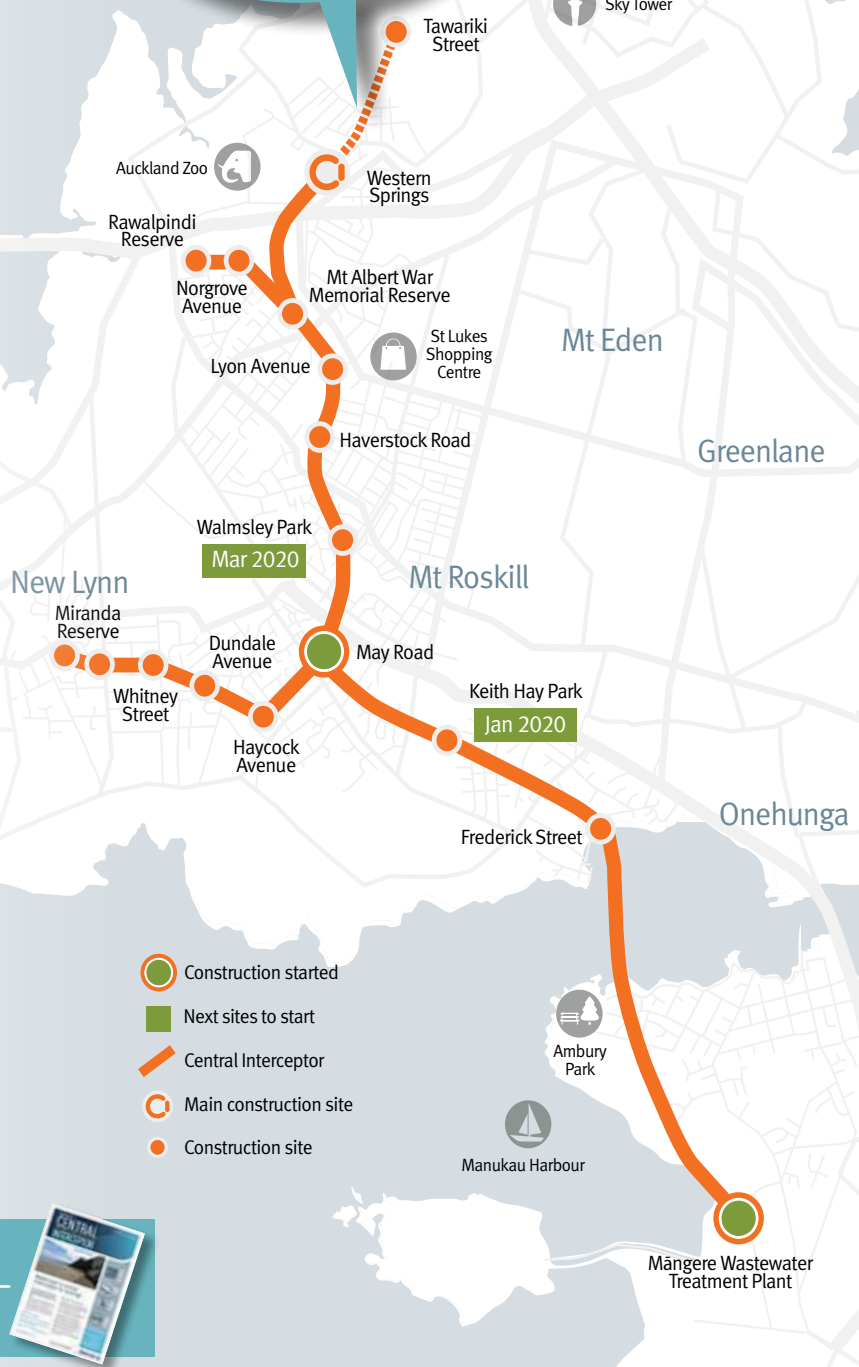 Sky Tower
Tawariki
Street
Auckland Zoo
Western
Springs
Rawalpindi
Reserve
Norgrove
Avenue
Mt Albert War
Memorial Reserve
St Lukes
Shopping
Centre
Mt Eden
Lyon Avenue
Haverstock Road
Greenlane
Walmsley Park
Mar 2020
New Lynn
Mt Roskill
Miranda
Reserve
Dundale
Avenue
May Road
Whitney
Street
Keith Hay Park
Jan 2020
Haycock
Avenue
Onehunga
Frederick Street
Construction started
Next sites to start
Central Interceptor
Main construction site
Construction site
Ambury
Park
Manukau Harbour
Māngere Wastewater
Treatment Plant
CENTRAL
INTERCEPTOR